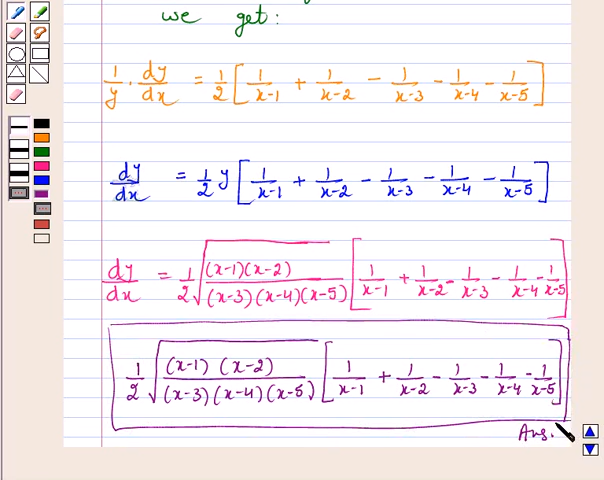 we get:
1/y · dy/dx = 1/2 [ 1/(x-1) + 1/(x-2) - 1/(x-3) - 1/(x-4) - 1/(x-5) ]
dy/dx = 1/2 y [ 1/(x-1) + 1/(x-2) - 1/(x-3) - 1/(x-4) - 1/(x-5) ]
dy/dx = 1/2 √( (x-1)(x-2) / (x-3)(x-4)(x-5) ) [ 1/(x-1) + 1/(x-2) - 1/(x-3) - 1/(x-4) - 1/(x-5) ]
1/2 √( (x-1) (x-2) / (x-3)(x-4)(x-5) ) [ 1/(x-1) + 1/(x-2) - 1/(x-3) - 1/(x-4) - 1/(x-5) ]
Ans.